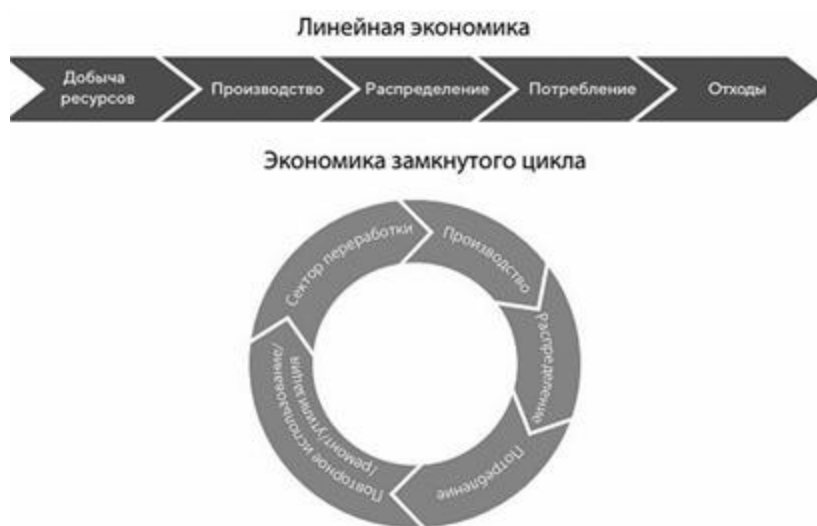 Линейная экономика
Добыча
ресурсов
Производство
Распределение
Потребление
Отходы
Экономика замкнутого цикла
Сектор переработки
Производство
Распределение
Потребление
Повторное использование/
/ремонт/утилизация